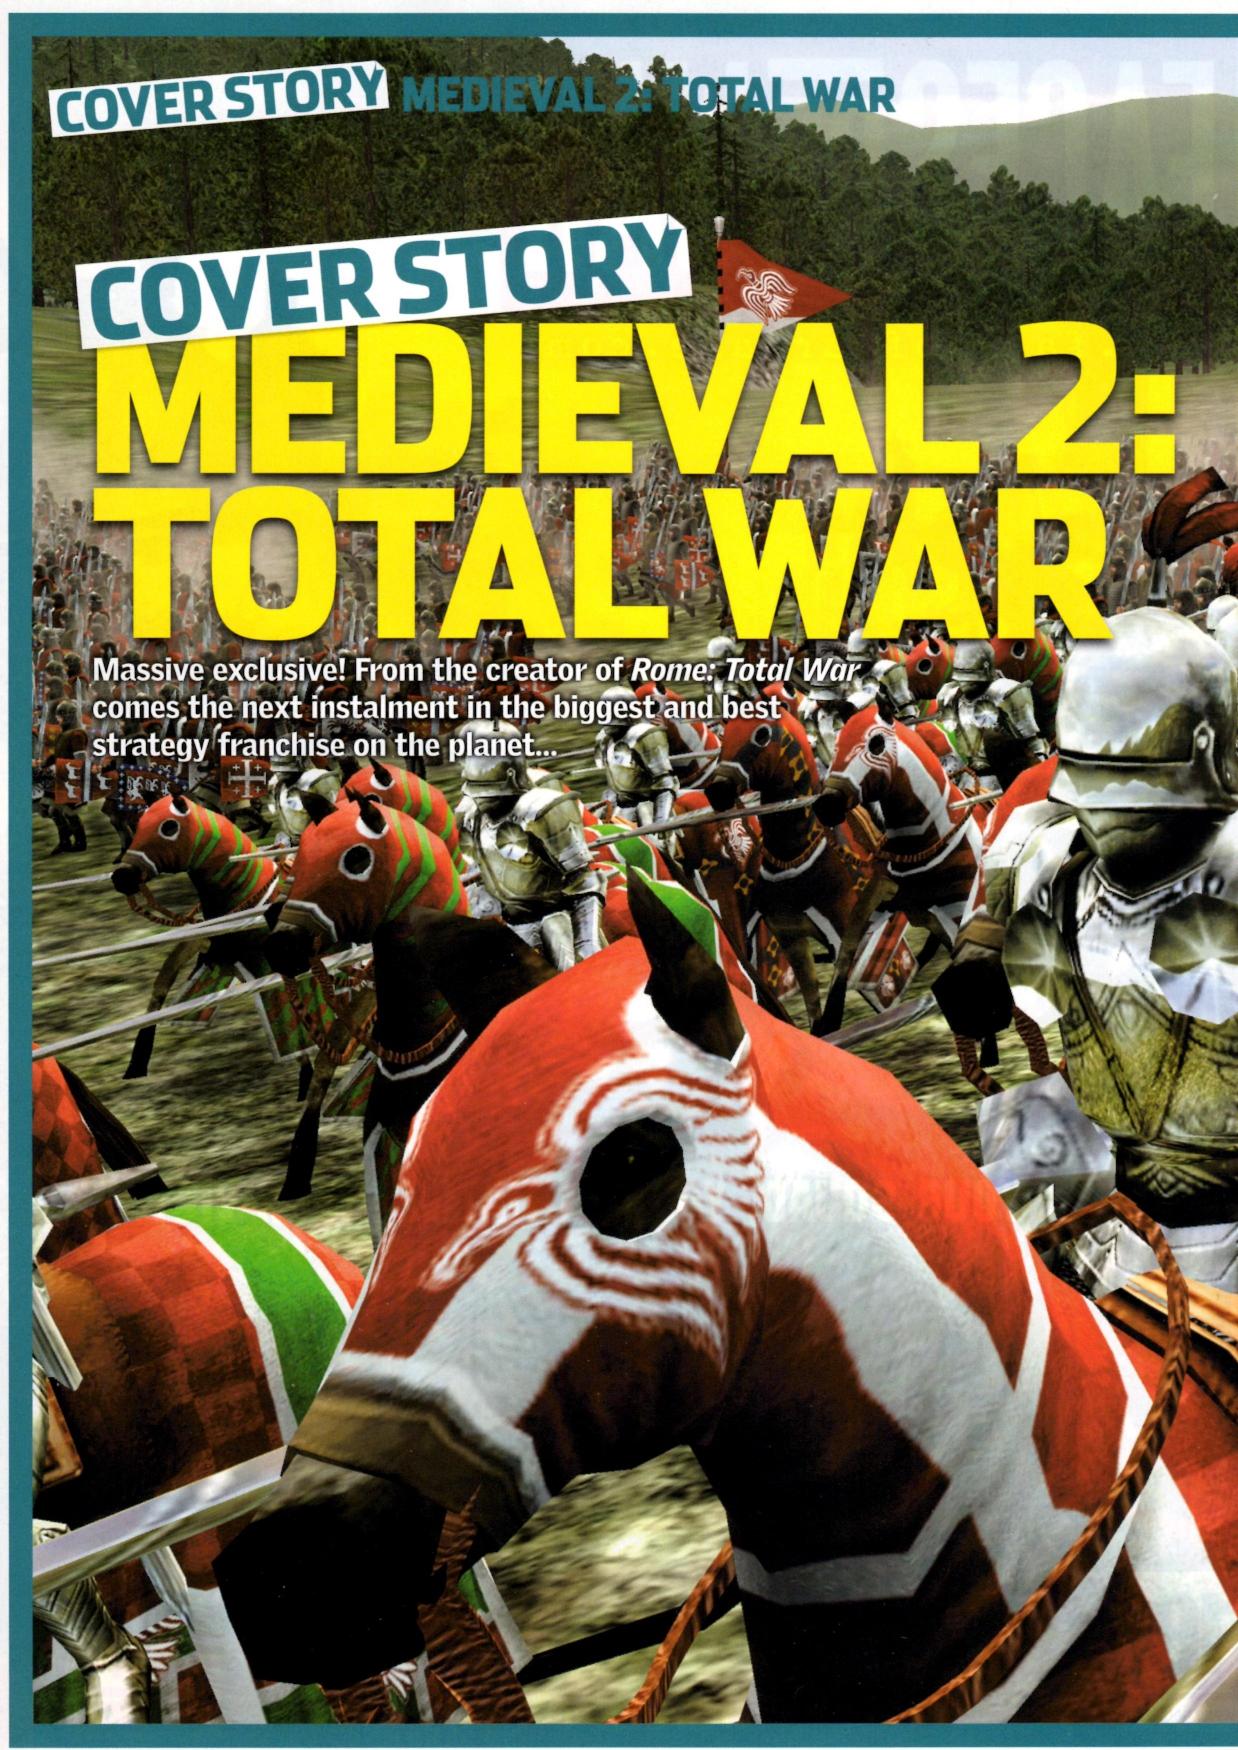 COVER STORY MEDIEVAL 2: TOTAL WAR
COVER STORY
MEDIEVAL 2:
TOTAL WAR
Massive exclusive! From the creator of Rome: Total War
comes the next instalment in the biggest and best
strategy franchise on the planet...